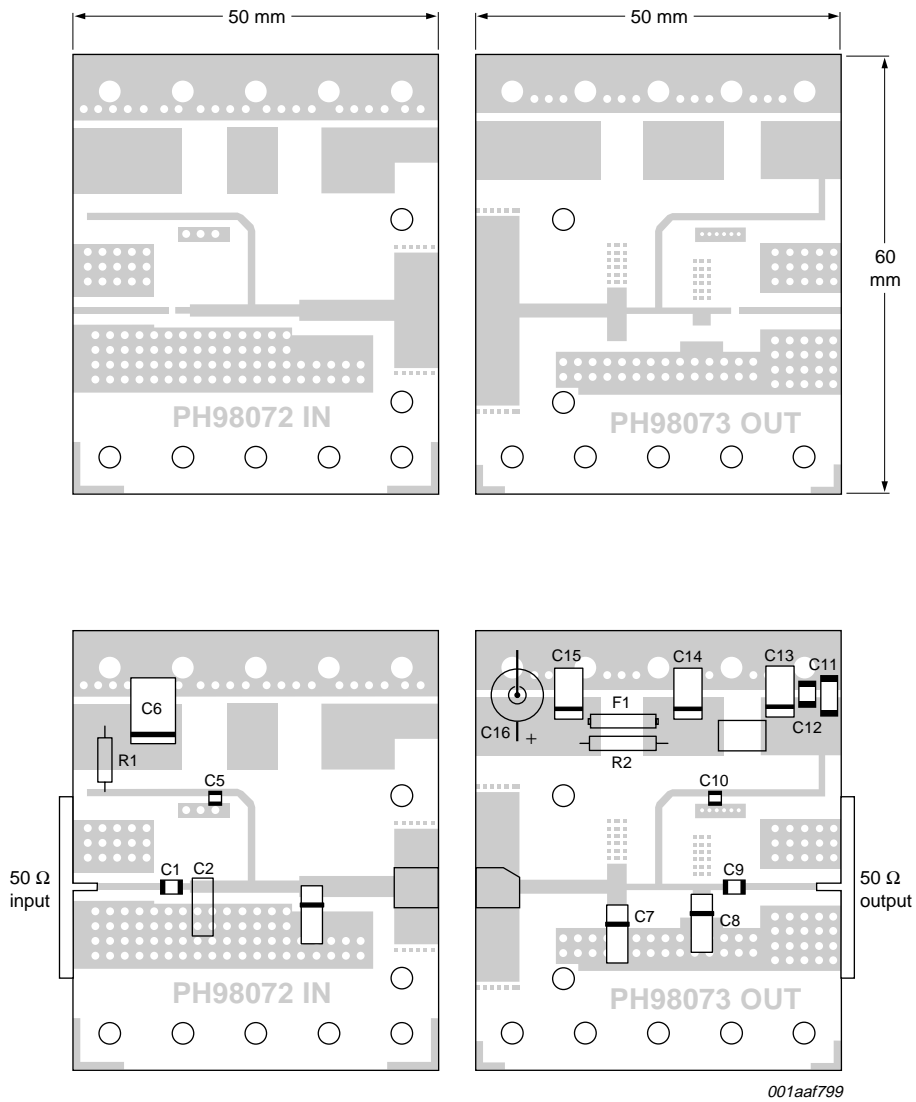 50 mm
50 mm
60
mm
PH98072 IN
PH98073 OUT
C6
R1
C5
C1
C2
50 Ω
input
PH98072 IN
C15
C14
C13
C11
F1
C16
+
C12
R2
C10
C9
C7
C8
50 Ω
output
PH98073 OUT
001aaf799